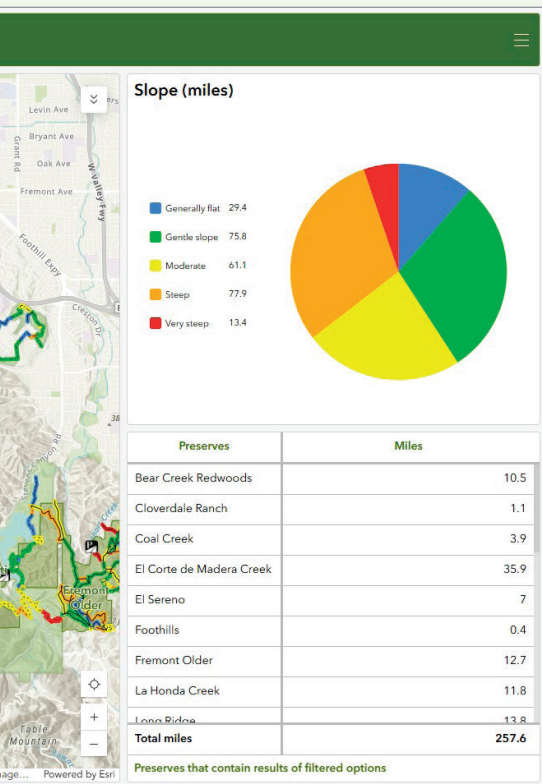 Slope (miles)
Generally flat 29.4
Gentle slope 75.8
Moderate 61.1
Steep 77.9
Very steep 13.4
Levin Ave
Bryant Ave
Grant Rd
Oak Ave
W Valley Fwy
Fremont Ave
Foothill Expy
Creston Dr
38
Canyon Rd
Creek
Fremont
Older
Table
Mountain
Powered by Esri
Preserves Miles
Bear Creek Redwoods 10.5
Cloverdale Ranch 1.1
Coal Creek 3.9
El Corte de Madera Creek 35.9
El Sereno 7
Foothills 0.4
Fremont Older 12.7
La Honda Creek 11.8
Long Ridge 13.8
Total miles 257.6
Preserves that contain results of filtered options